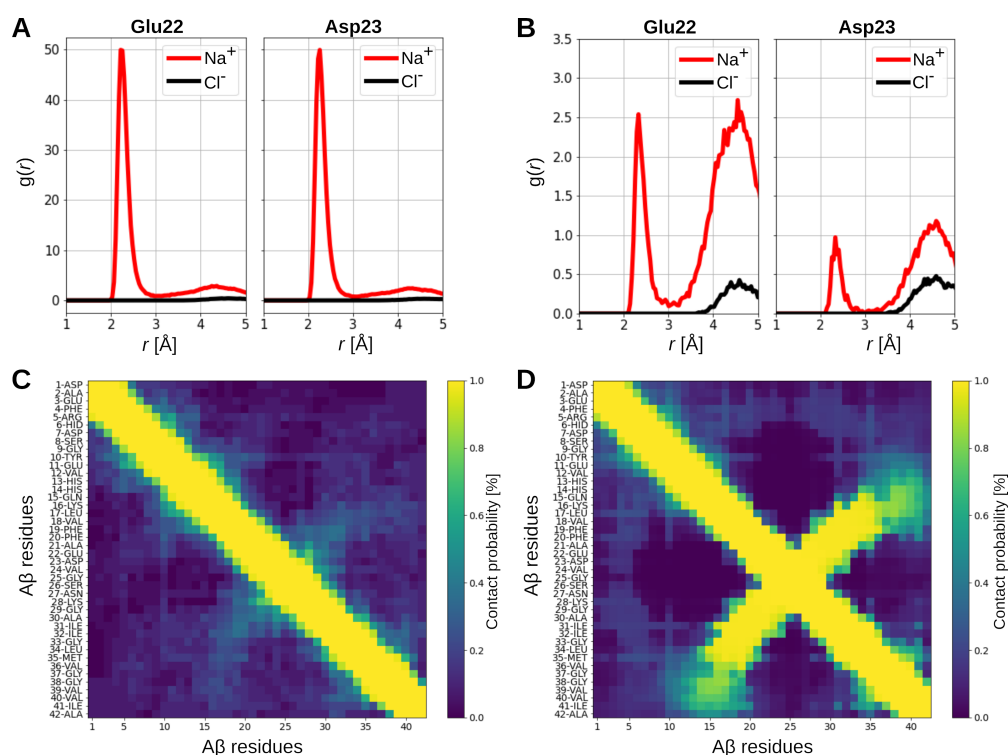 A
Glu22
Asp23
Na+
Cl-
Na+
Cl-
g(r)
50
40
30
20
10
0
1 2 3 4 5
1 2 3 4 5
r [Å]
r [Å]
B
Glu22
Asp23
Na+
Cl-
Na+
Cl-
g(r)
3.5
3.0
2.5
2.0
1.5
1.0
0.5
0.0
1 2 3 4 5
1 2 3 4 5
r [Å]
r [Å]
C
Aβ residues
1-ASP
2-ALA
3-GLU
4-PHE
5-ARG
6-HID
7-ASP
8-SER
9-GLY
10-TYR
11-GLU
12-VAL
13-HIS
14-HIS
15-GLN
16-LYS
17-LEU
18-VAL
19-PHE
20-PHE
21-ALA
22-GLU
23-ASP
24-VAL
25-GLY
26-SER
27-ASN
28-LYS
29-GLY
30-ALA
31-ILE
32-ILE
33-GLY
34-LEU
35-MET
36-VAL
37-GLY
38-GLY
39-VAL
40-VAL
41-ILE
42-ALA
1 5 10 15 20 25 30 35 40
Aβ residues
1.0
0.8
0.6
0.4
0.2
0.0
Contact probability [%]
D
Aβ residues
1-ASP
2-ALA
3-GLU
4-PHE
5-ARG
6-HID
7-ASP
8-SER
9-GLY
10-TYR
11-GLU
12-VAL
13-HIS
14-HIS
15-GLN
16-LYS
17-LEU
18-VAL
19-PHE
20-PHE
21-ALA
22-GLU
23-ASP
24-VAL
25-GLY
26-SER
27-ASN
28-LYS
29-GLY
30-ALA
31-ILE
32-ILE
33-GLY
34-LEU
35-MET
36-VAL
37-GLY
38-GLY
39-VAL
40-VAL
41-ILE
42-ALA
1 5 10 15 20 25 30 35 40
Aβ residues
1.0
0.8
0.6
0.4
0.2
0.0
Contact probability [%]